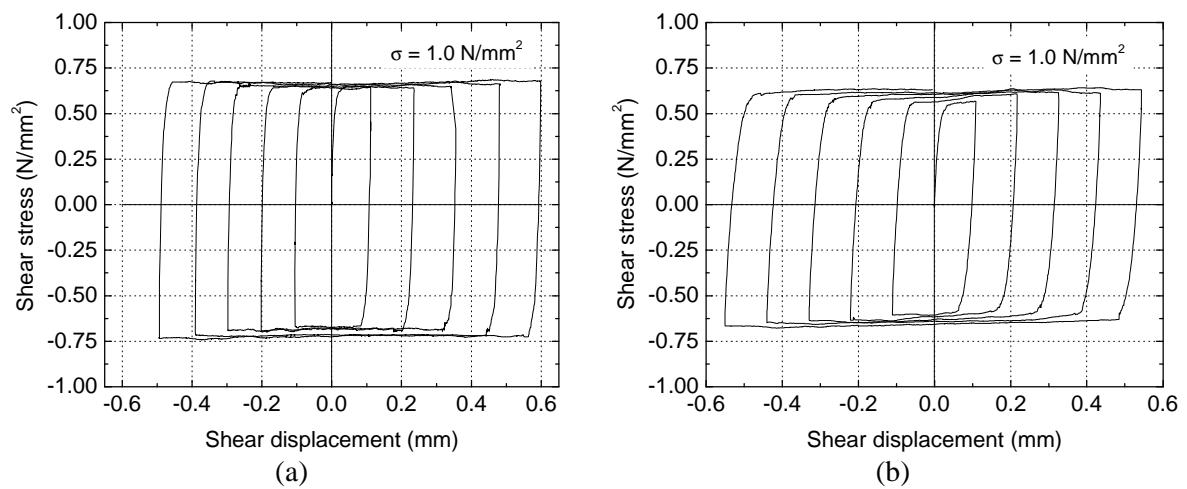 σ = 1.0 N/mm²
Shear stress (N/mm²)
1.00
0.75
0.50
0.25
0.00
-0.25
-0.50
-0.75
-1.00
-0.6 -0.4 -0.2 0.0 0.2 0.4 0.6
Shear displacement (mm)
(a)
σ = 1.0 N/mm²
Shear stress (N/mm²)
1.00
0.75
0.50
0.25
0.00
-0.25
-0.50
-0.75
-1.00
-0.6 -0.4 -0.2 0.0 0.2 0.4 0.6
Shear displacement (mm)
(b)